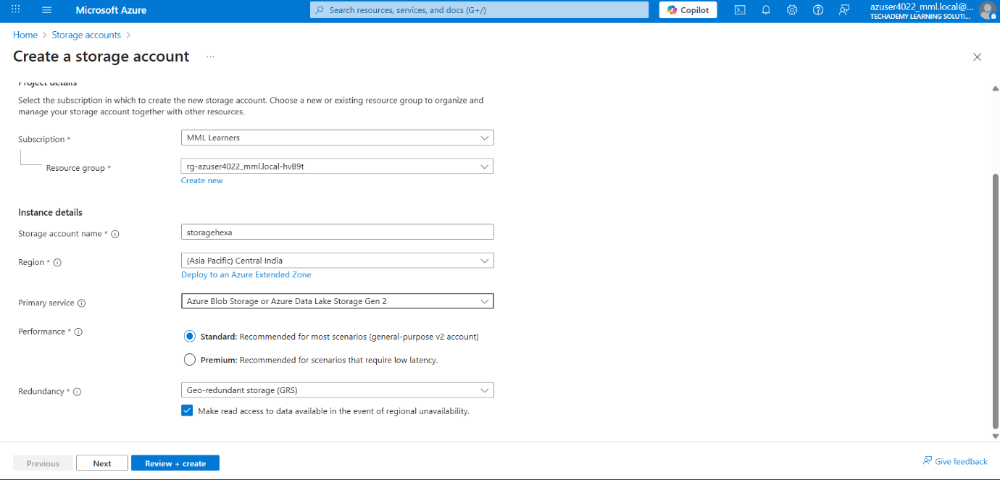 Microsoft Azure
Search resources, services, and docs (G+/)
Copilot
azuser4022_mml.local@...
TECHADEMY LEARNING SOLUTI...
Home > Storage accounts >
Create a storage account ...
Project details
Select the subscription in which to create the new storage account. Choose a new or existing resource group to organize and
manage your storage account together with other resources.
Subscription *
MML Learners
Resource group *
rg-azuser4022_mml.local-hvB9t
Create new
Instance details
Storage account name *
storagehexa
Region *
(Asia Pacific) Central India
Deploy to an Azure Extended Zone
Primary service
Azure Blob Storage or Azure Data Lake Storage Gen 2
Performance *
Standard: Recommended for most scenarios (general-purpose v2 account)
Premium: Recommended for scenarios that require low latency.
Redundancy *
Geo-redundant storage (GRS)
Make read access to data available in the event of regional unavailability.
Previous
Next
Review + create
Give feedback